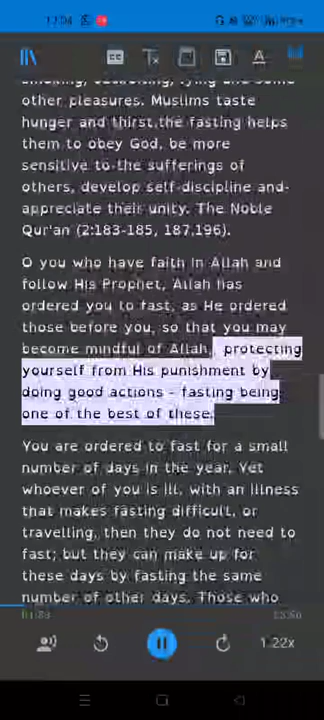 other pleasures. Muslims taste
hunger and thirst.the fasting helps
them to obey God, be more
sensitive to the sufferings of
others, develop self-discipline and
appreciate their unity. The Noble
Qur'an (2:183-185, 187,196).
O you who have faith in Allah and
follow His Prophet, Allah has
ordered you to fast, as He ordered
those before you, so that you may
become mindful of Allah, protecting
yourself from His punishment by
doing good actions - fasting being
one of the best of these.
You are ordered to fast for a small
number of days in the year. Yet
whoever of you is ill, with an illness
that makes fasting difficult, or
travelling, then they do not need to
fast; but they can make up for
these days by fasting the same
number of other days. Those who
1.22x